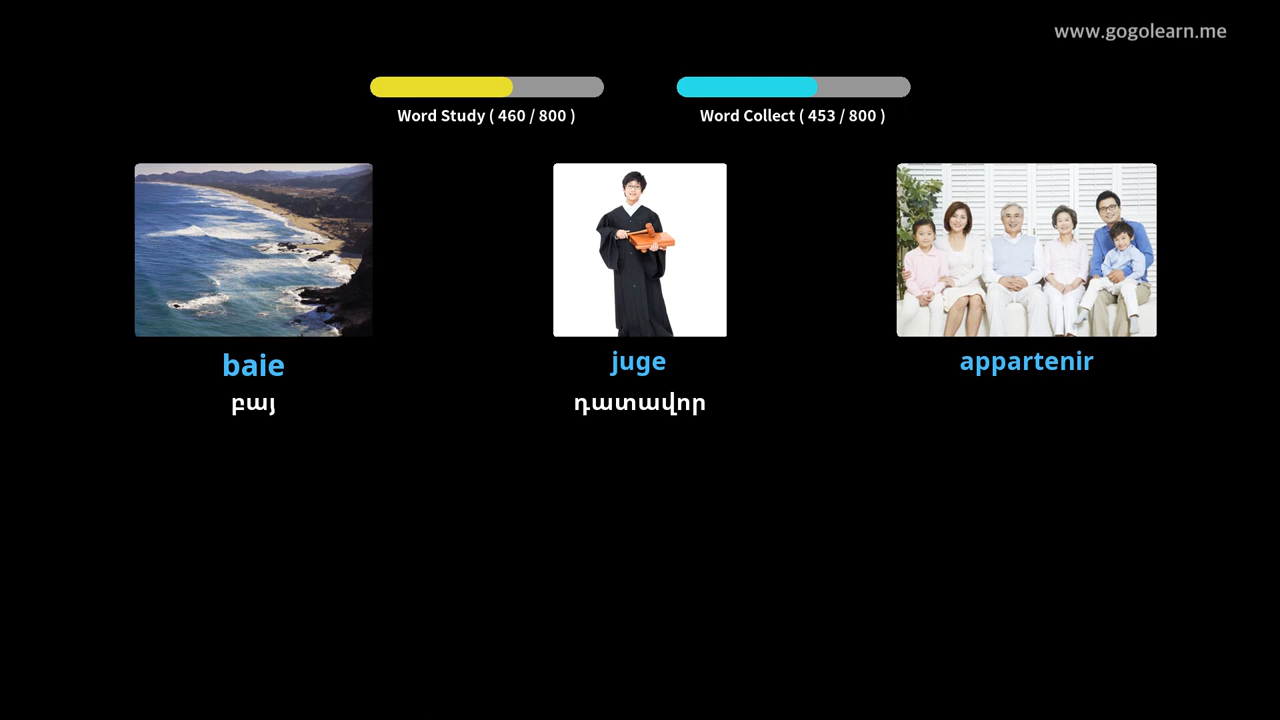 www.gogolearn.me
Word Study ( 460 / 800 )
Word Collect ( 453 / 800 )
baie
բայ
juge
դատավոր
appartenir